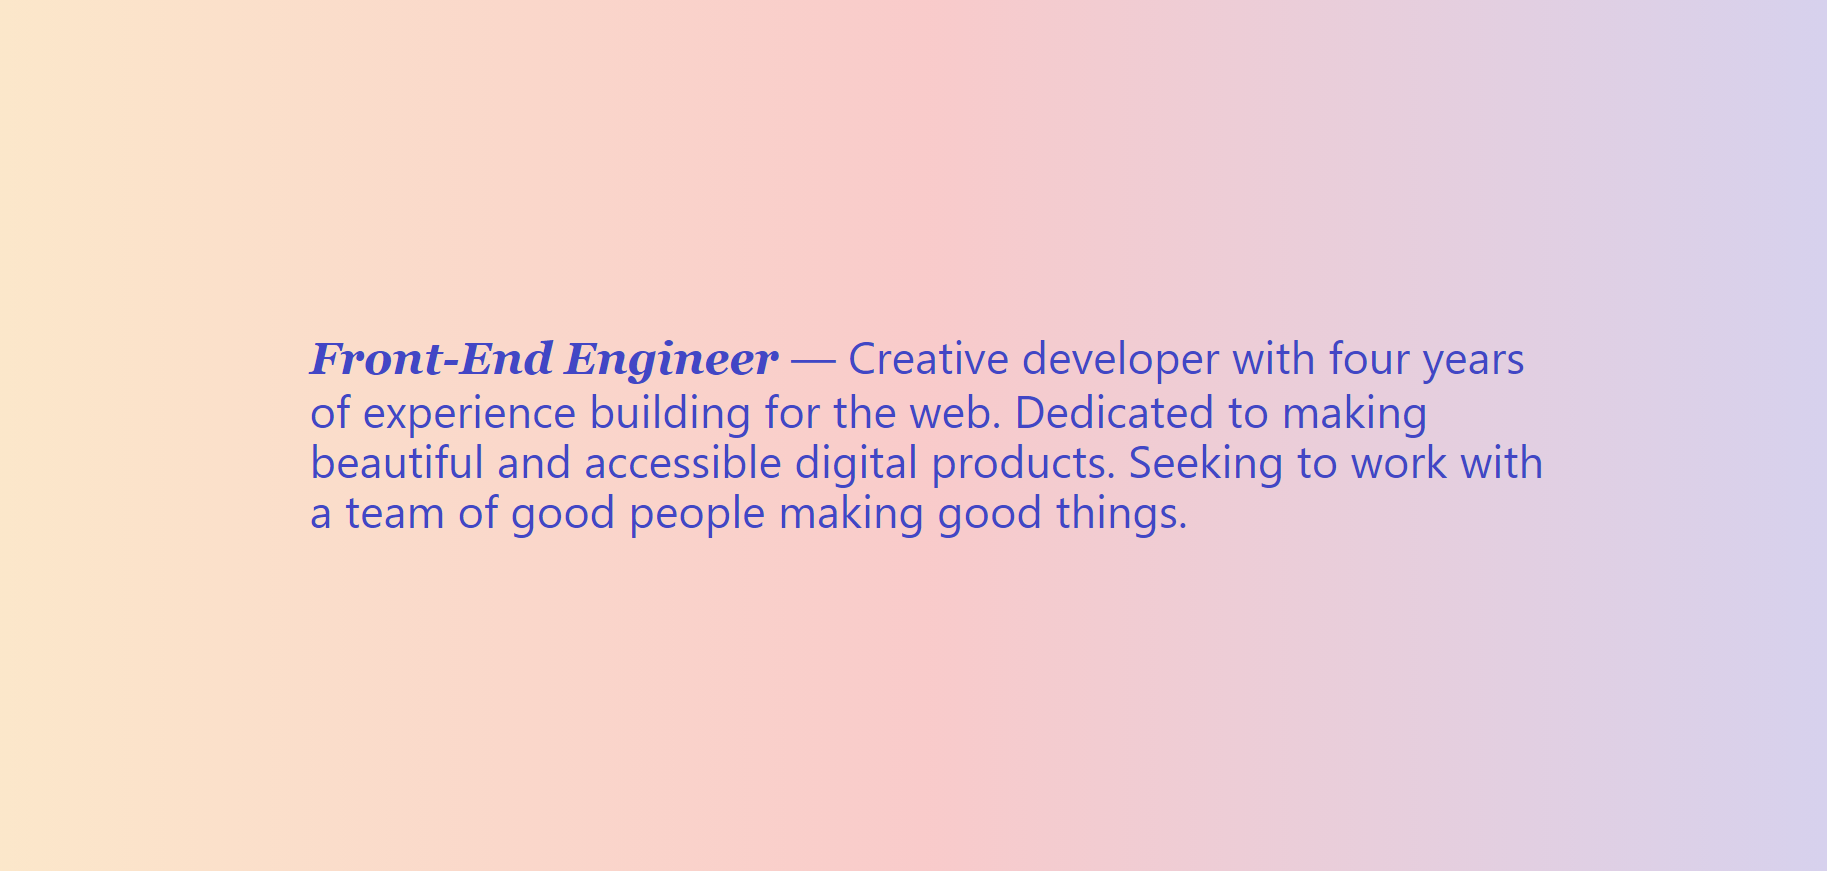 Front-End Engineer — Creative developer with four years
of experience building for the web. Dedicated to making
beautiful and accessible digital products. Seeking to work with
a team of good people making good things.